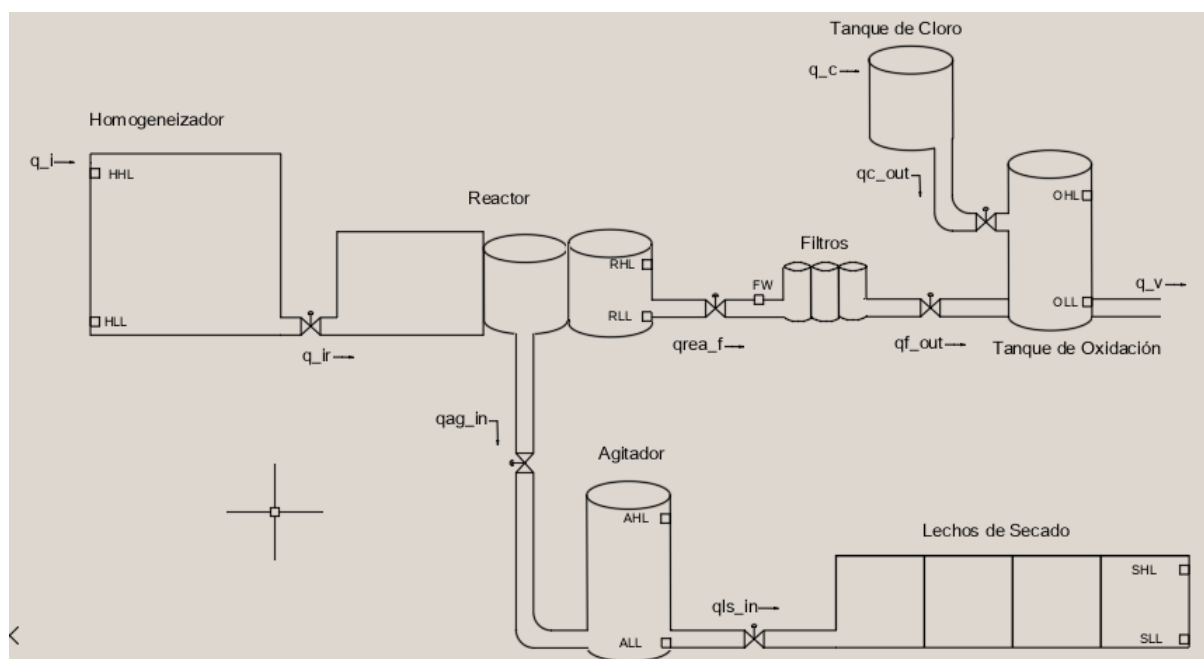 Tanque de Cloro
q_c
Homogeneizador
q_i
HHL
qc_out
Reactor
OHL
Filtros
RHL
FW
q_v
HLL
RLL
OLL
q_ir
qrea_f
qf_out
Tanque de Oxidación
qag_in
Agitador
AHL
Lechos de Secado
SHL
qls_in
ALL
SLL